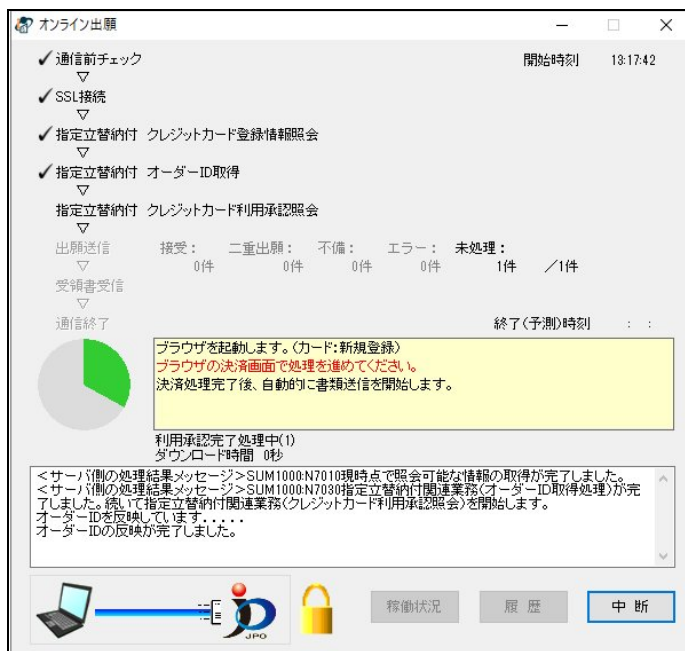 オンライン出願
通信前チェック 開始時刻 13:17:42
▽
SSL接続
▽
指定立替納付 クレジットカード登録情報照会
▽
指定立替納付 オーダーID取得
▽
指定立替納付 クレジットカード利用承認照会
▽
出願送信 接受: 二重出願: 不備: エラー: 未処理:
▽ 0件 0件 0件 0件 1件 /1件
受領書受信
▽
通信終了 終了(予測)時刻 : :
ブラウザを起動します。(カード:新規登録)
ブラウザの決済画面で処理を進めてください。
決済処理完了後、自動的に書類送信を開始します。
利用承認完了処理中(1)
ダウンロード時間 0秒
<サーバ側の処理結果メッセージ>SUM1000:N7010現時点で照会可能な情報の取得が完了しました。
<サーバ側の処理結果メッセージ>SUM1000:N7030指定立替納付関連業務(オーダーID取得処理)が完
了しました。続いて指定立替納付関連業務(クレジットカード利用承認照会)を開始します。
オーダーIDを反映しています.....
オーダーIDの反映が完了しました。
JPO
稼働状況 履歴 中断